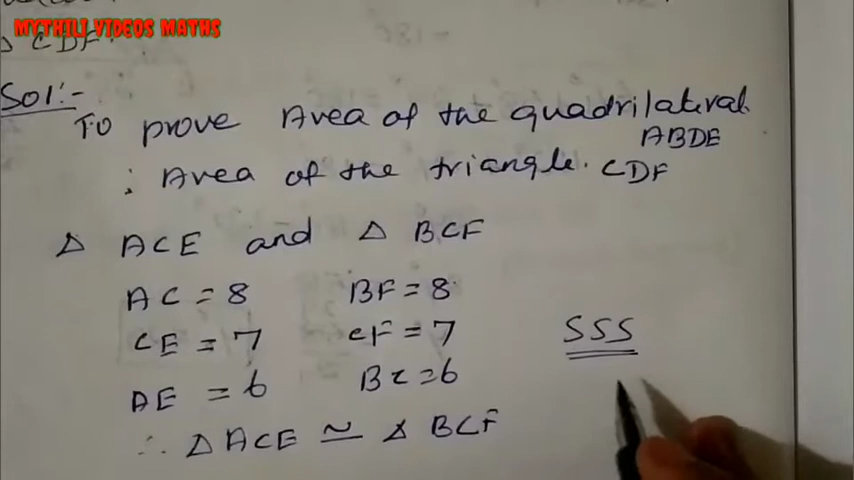 MYTHILI VIDEOS MATHS
△ CDF.
Sol:-
To prove Area of the quadrilateral
ABDE
: Area of the triangle. CDF
△ ACE and △ BCF
AC = 8 BF = 8
CE = 7 CF = 7 SSS
AE = 6 BC = 6
∴ △ ACE ≅ △ BCF